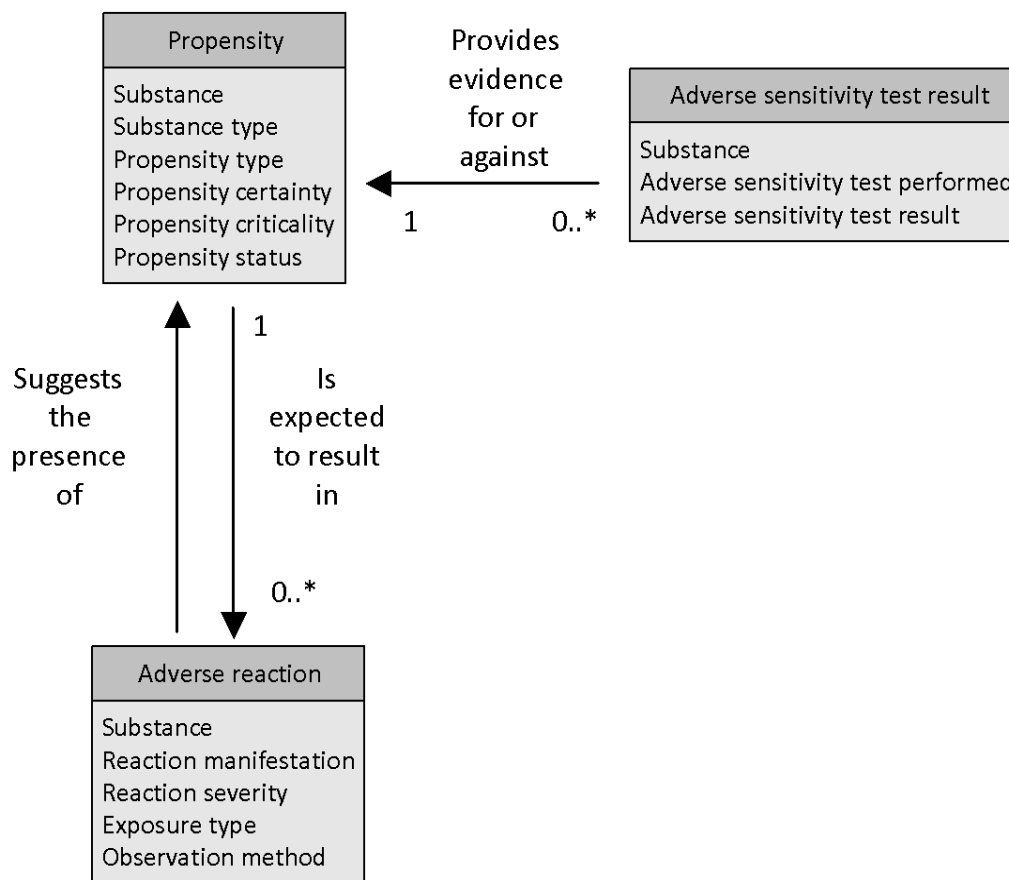 Propensity
Substance
Substance type
Propensity type
Propensity certainty
Propensity criticality
Propensity status
Provides
evidence
for or
against
1
0..*
Adverse sensitivity test result
Substance
Adverse sensitivity test performed
Adverse sensitivity test result
Suggests
the
presence
of
1
Is
expected
to result
in
0..*
Adverse reaction
Substance
Reaction manifestation
Reaction severity
Exposure type
Observation method